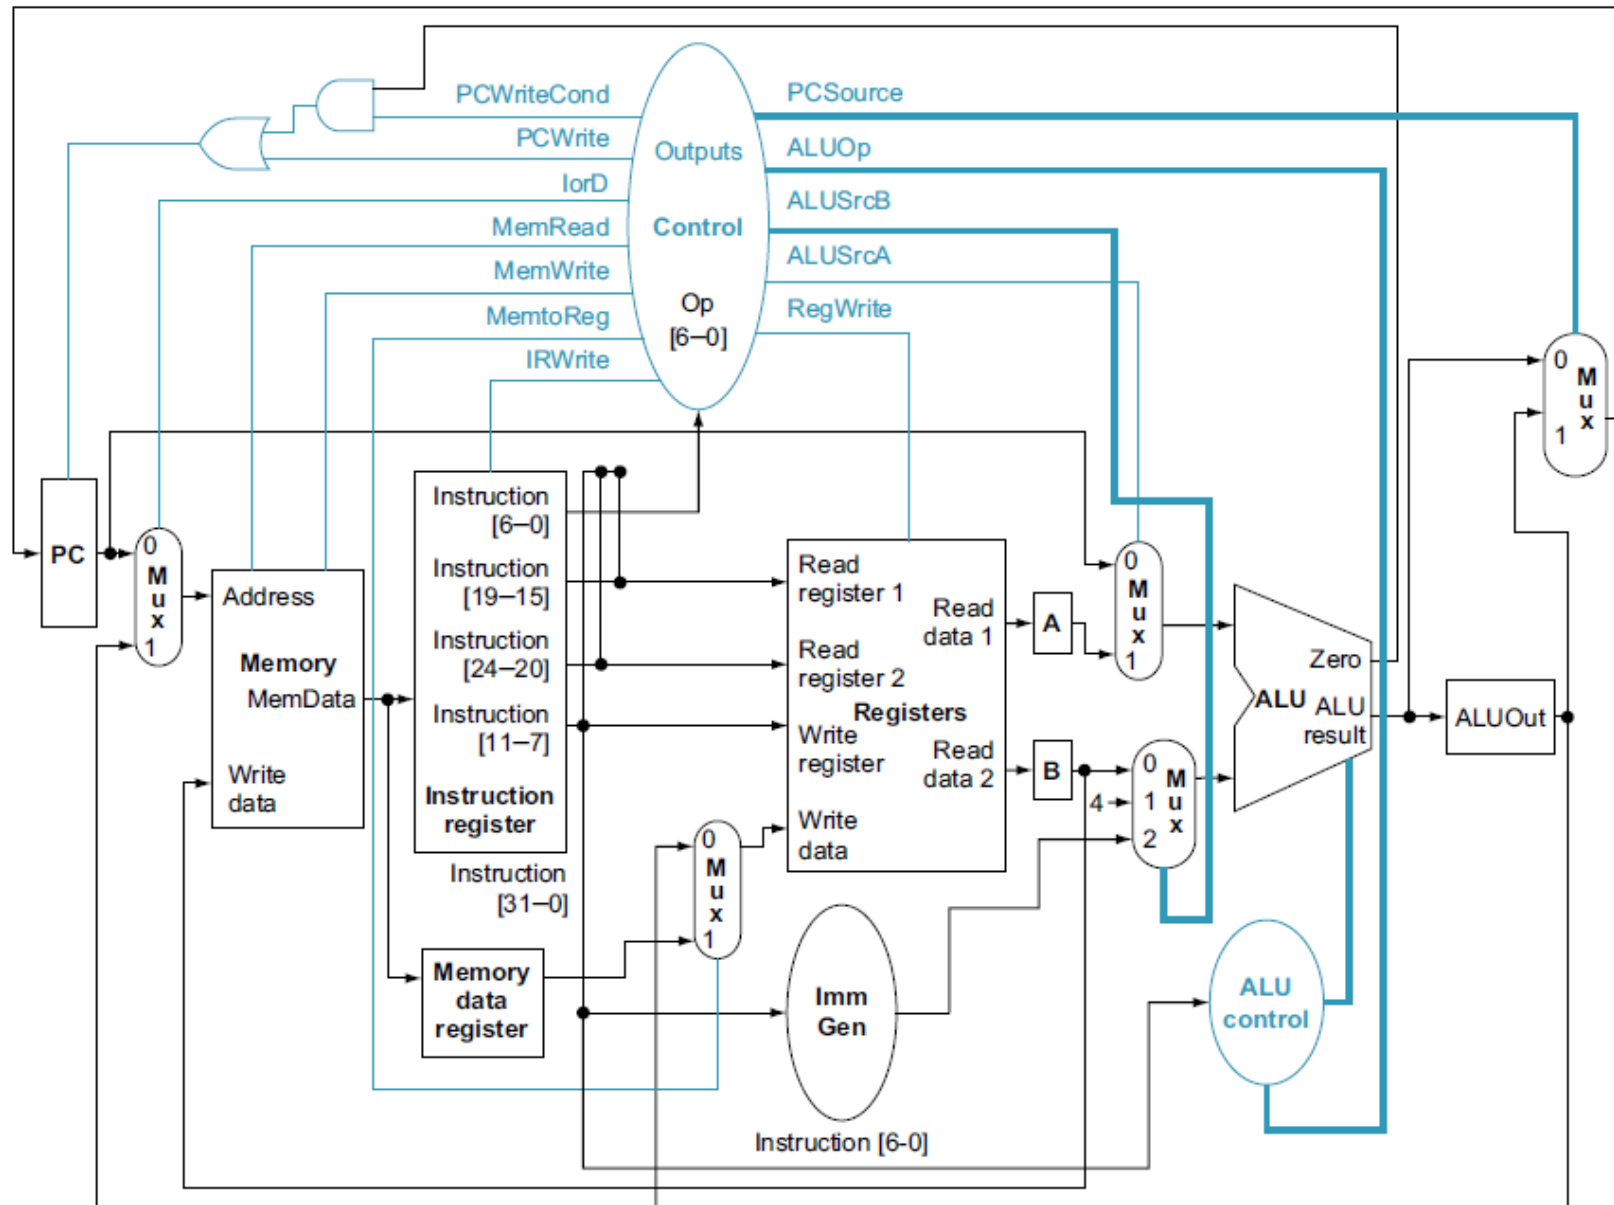 PCWriteCond
PCWrite
IorD
MemRead
MemWrite
MemtoReg
IRWrite
Outputs
Control
Op
[6–0]
PCSource
ALUOp
ALUSrcB
ALUSrcA
RegWrite
PC
0
M
u
x
1
Address
Memory
MemData
Write
data
Instruction
[6–0]
Instruction
[19–15]
Instruction
[24–20]
Instruction
[11–7]
Instruction
register
Instruction
[31–0]
Memory
data
register
0
M
u
x
1
Read
register 1
Read
register 2
Registers
Write
register
Write
data
Read
data 1
Read
data 2
A
B
Imm
Gen
Instruction [6-0]
0
M
u
x
1
0
1
2
M
u
x
4
Zero
ALU
ALU
result
ALU
control
ALUOut
0
M
u
x
1